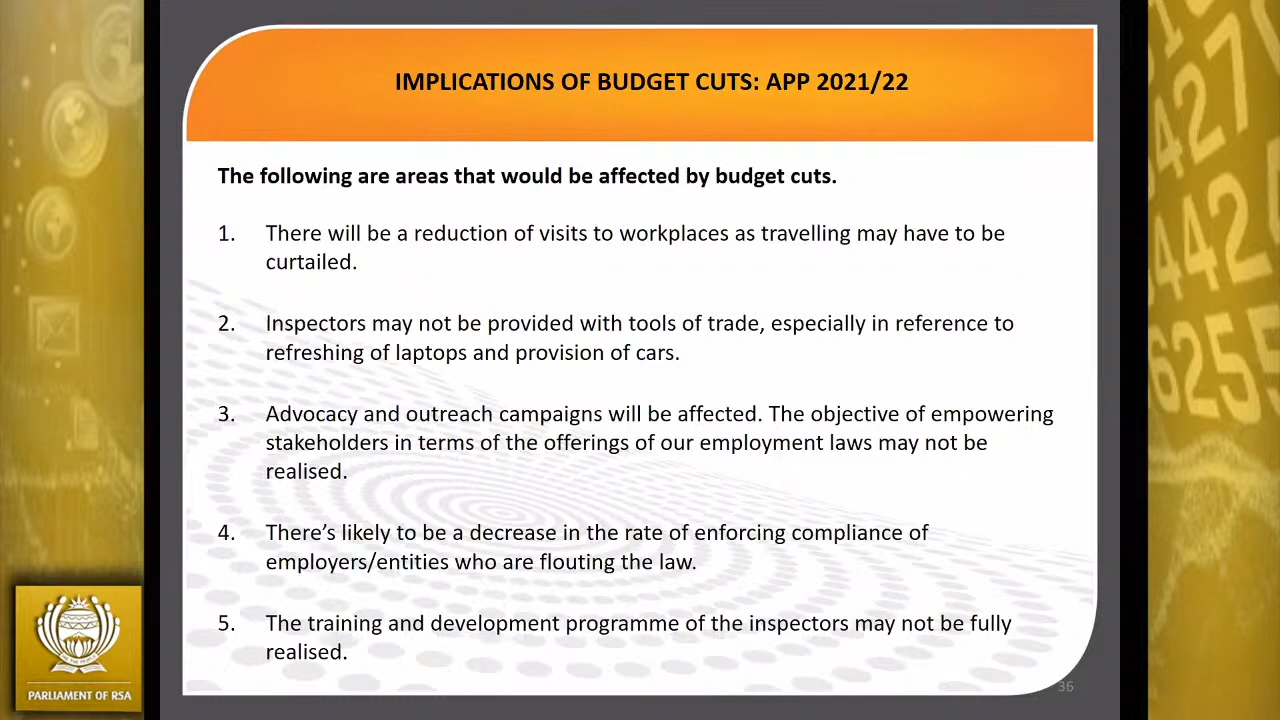 IMPLICATIONS OF BUDGET CUTS: APP 2021/22
The following are areas that would be affected by budget cuts.
1. There will be a reduction of visits to workplaces as travelling may have to be
curtailed.
2. Inspectors may not be provided with tools of trade, especially in reference to
refreshing of laptops and provision of cars.
3. Advocacy and outreach campaigns will be affected. The objective of empowering
stakeholders in terms of the offerings of our employment laws may not be
realised.
4. There’s likely to be a decrease in the rate of enforcing compliance of
employers/entities who are flouting the law.
5. The training and development programme of the inspectors may not be fully
realised.
36
PARLIAMENT OF RSA
427
442
6255